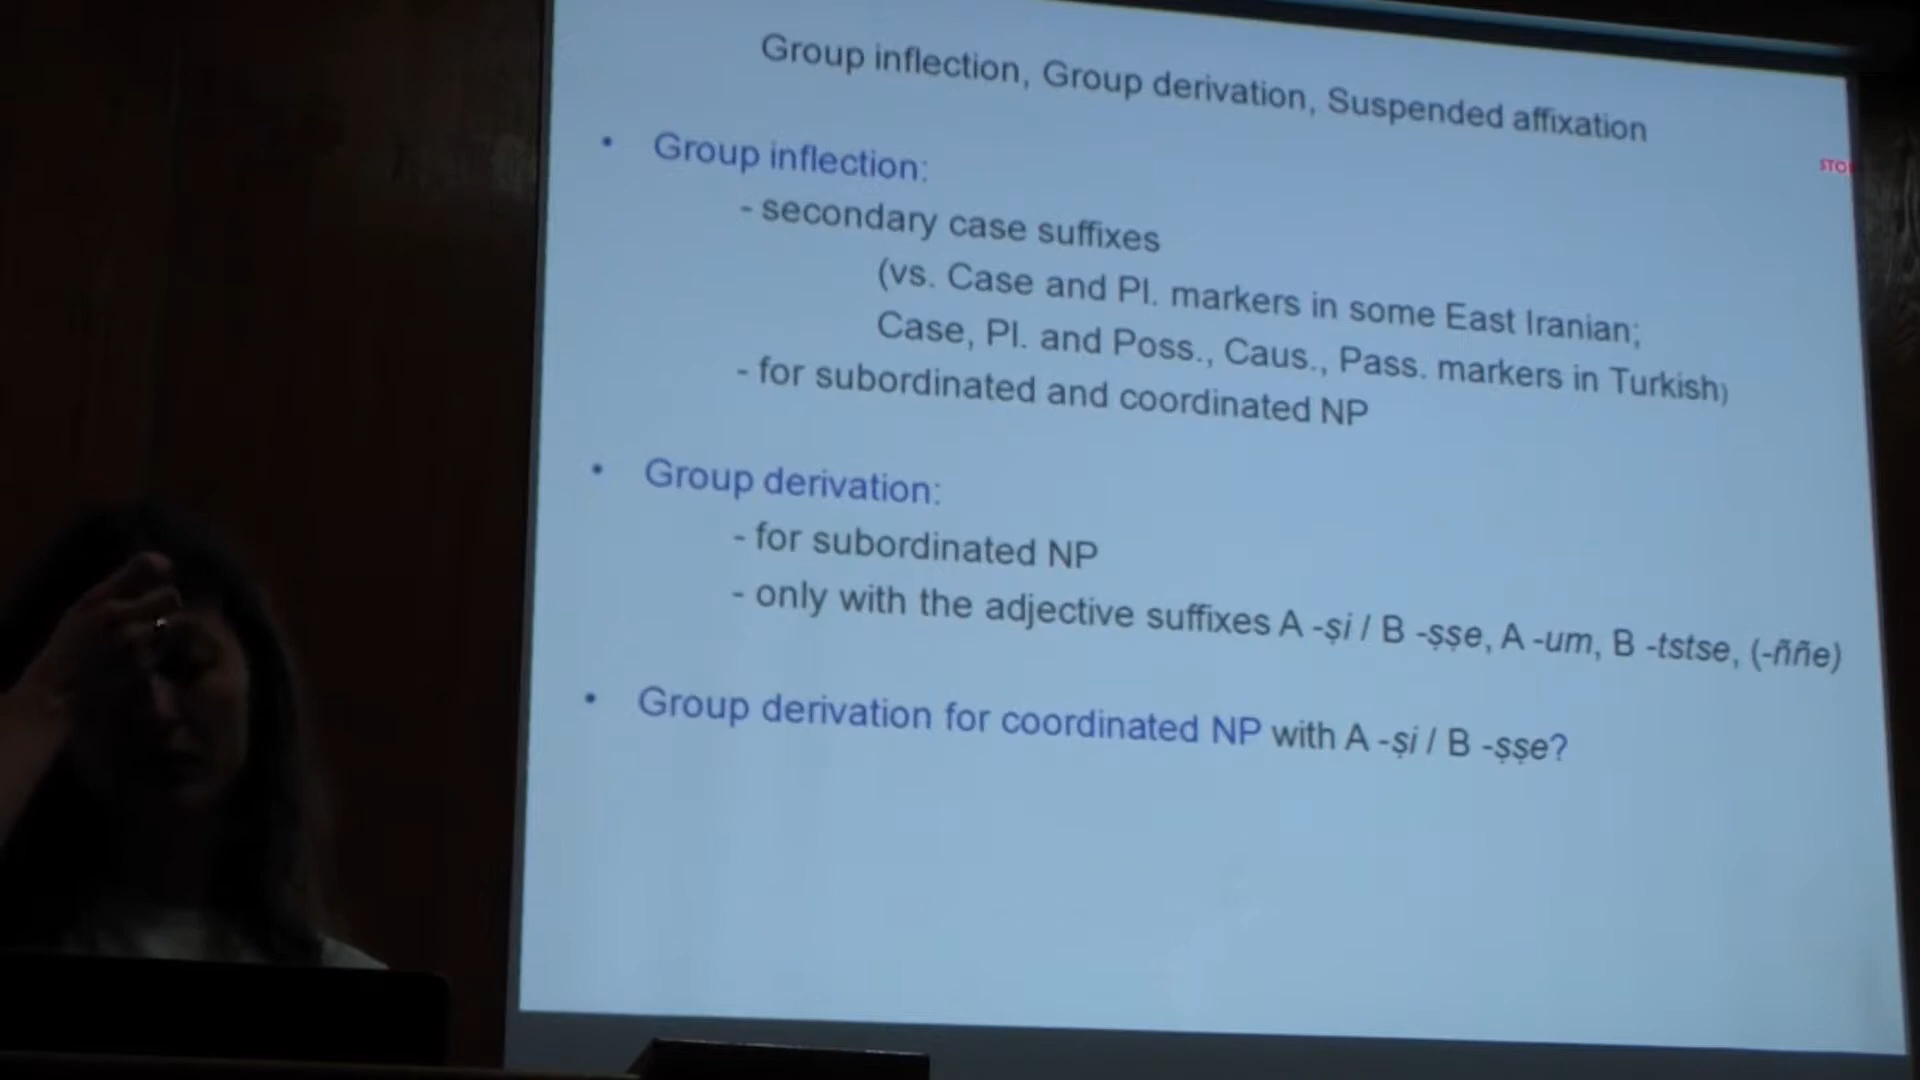 Group inflection, Group derivation, Suspended affixation
STO
• Group inflection:
- secondary case suffixes
(vs. Case and Pl. markers in some East Iranian;
Case, Pl. and Poss., Caus., Pass. markers in Turkish)
- for subordinated and coordinated NP
• Group derivation:
- for subordinated NP
- only with the adjective suffixes A -ṣi / B -ṣṣe, A -um, B -tstse, (-ññe)
• Group derivation for coordinated NP with A -ṣi / B -ṣṣe?